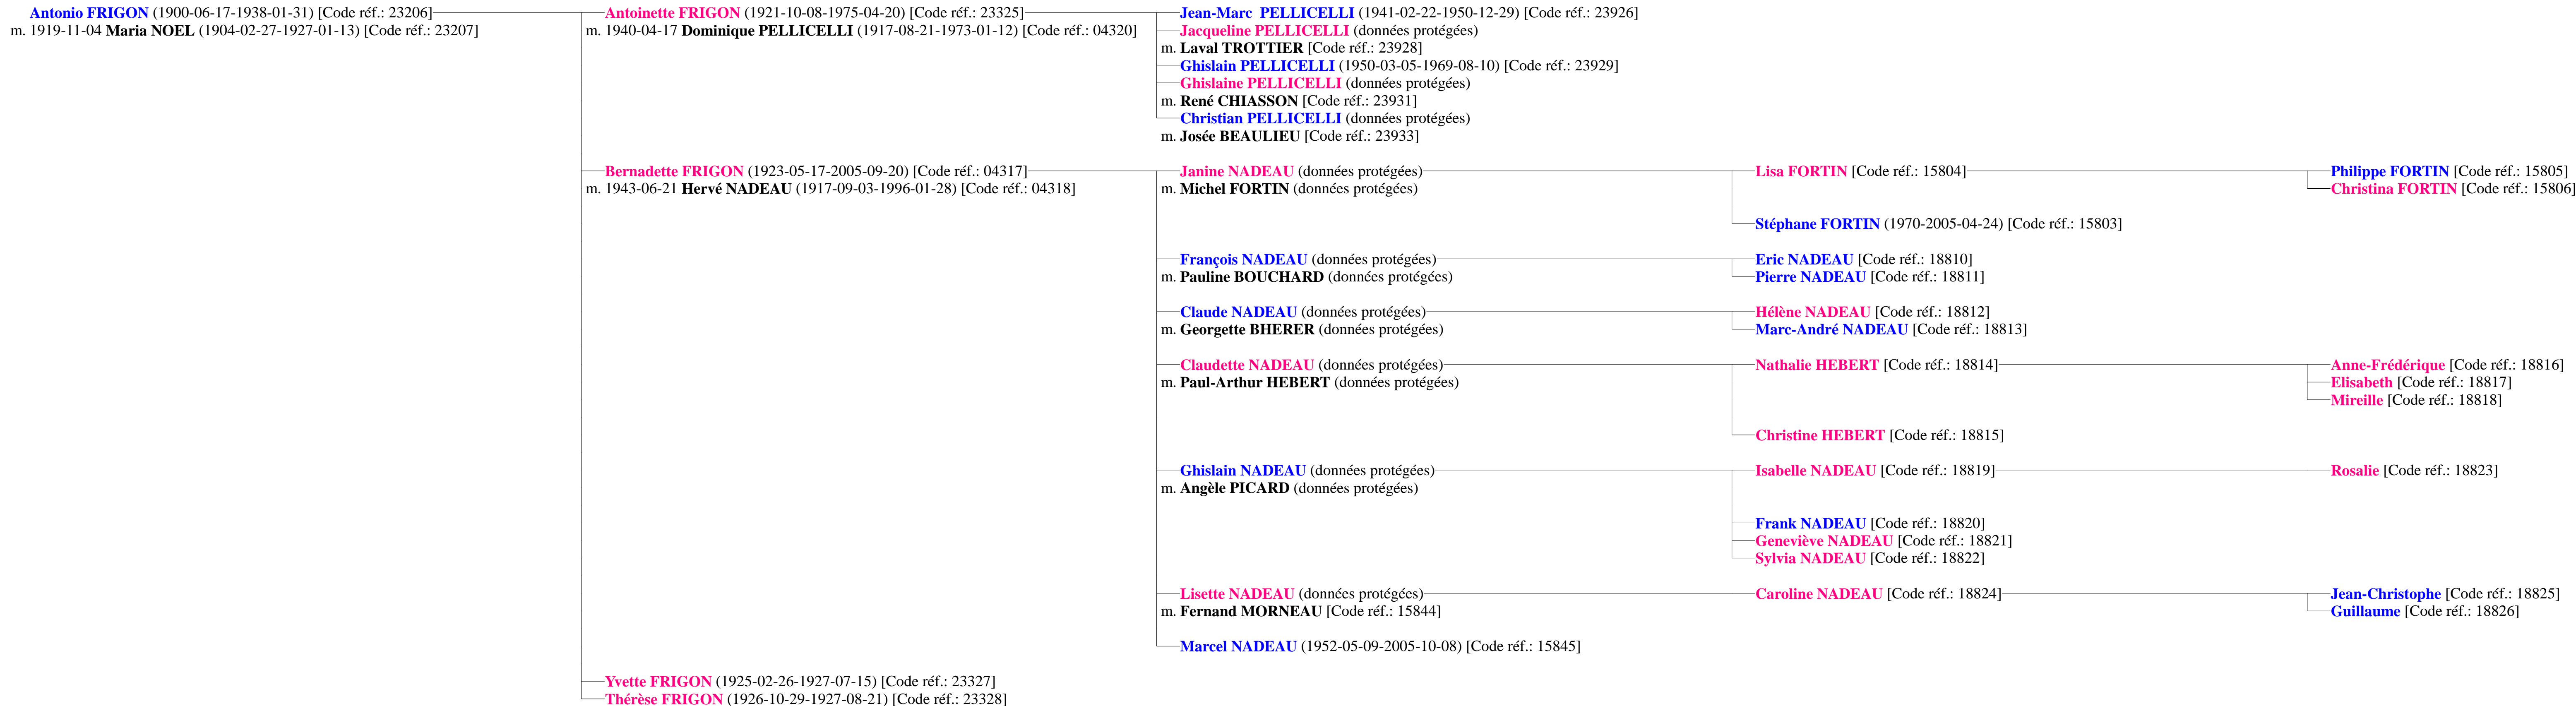 Antonio FRIGON (1900-06-17-1938-01-31) [Code réf.: 23206]
m. 1919-11-04 Maria NOEL (1904-02-27-1927-01-13) [Code réf.: 23207]
Antoinette FRIGON (1921-10-08-1975-04-20) [Code réf.: 23325]
m. 1940-04-17 Dominique PELLICELLI (1917-08-21-1973-01-12) [Code réf.: 04320]
Jean-Marc PELLICELLI (1941-02-22-1950-12-29) [Code réf.: 23926]
Jacqueline PELLICELLI (données protégées)
m. Laval TROTTIER [Code réf.: 23928]
Ghislain PELLICELLI (1950-03-05-1969-08-10) [Code réf.: 23929]
Ghislaine PELLICELLI (données protégées)
m. René CHIASSON [Code réf.: 23931]
Christian PELLICELLI (données protégées)
m. Josée BEAULIEU [Code réf.: 23933]
Bernadette FRIGON (1923-05-17-2005-09-20) [Code réf.: 04317]
m. 1943-06-21 Hervé NADEAU (1917-09-03-1996-01-28) [Code réf.: 04318]
Janine NADEAU (données protégées)
m. Michel FORTIN (données protégées)
Lisa FORTIN [Code réf.: 15804]
Philippe FORTIN [Code réf.: 15805]
Christina FORTIN [Code réf.: 15806]
Stéphane FORTIN (1970-2005-04-24) [Code réf.: 15803]
François NADEAU (données protégées)
m. Pauline BOUCHARD (données protégées)
Eric NADEAU [Code réf.: 18810]
Pierre NADEAU [Code réf.: 18811]
Claude NADEAU (données protégées)
m. Georgette BHERER (données protégées)
Hélène NADEAU [Code réf.: 18812]
Marc-André NADEAU [Code réf.: 18813]
Claudette NADEAU (données protégées)
m. Paul-Arthur HEBERT (données protégées)
Nathalie HEBERT [Code réf.: 18814]
Anne-Frédérique [Code réf.: 18816]
Elisabeth [Code réf.: 18817]
Mireille [Code réf.: 18818]
Christine HEBERT [Code réf.: 18815]
Ghislain NADEAU (données protégées)
m. Angèle PICARD (données protégées)
Isabelle NADEAU [Code réf.: 18819]
Rosalie [Code réf.: 18823]
Frank NADEAU [Code réf.: 18820]
Geneviève NADEAU [Code réf.: 18821]
Sylvia NADEAU [Code réf.: 18822]
Lisette NADEAU (données protégées)
m. Fernand MORNEAU [Code réf.: 15844]
Caroline NADEAU [Code réf.: 18824]
Jean-Christophe [Code réf.: 18825]
Guillaume [Code réf.: 18826]
Marcel NADEAU (1952-05-09-2005-10-08) [Code réf.: 15845]
Yvette FRIGON (1925-02-26-1927-07-15) [Code réf.: 23327]
Thérèse FRIGON (1926-10-29-1927-08-21) [Code réf.: 23328]